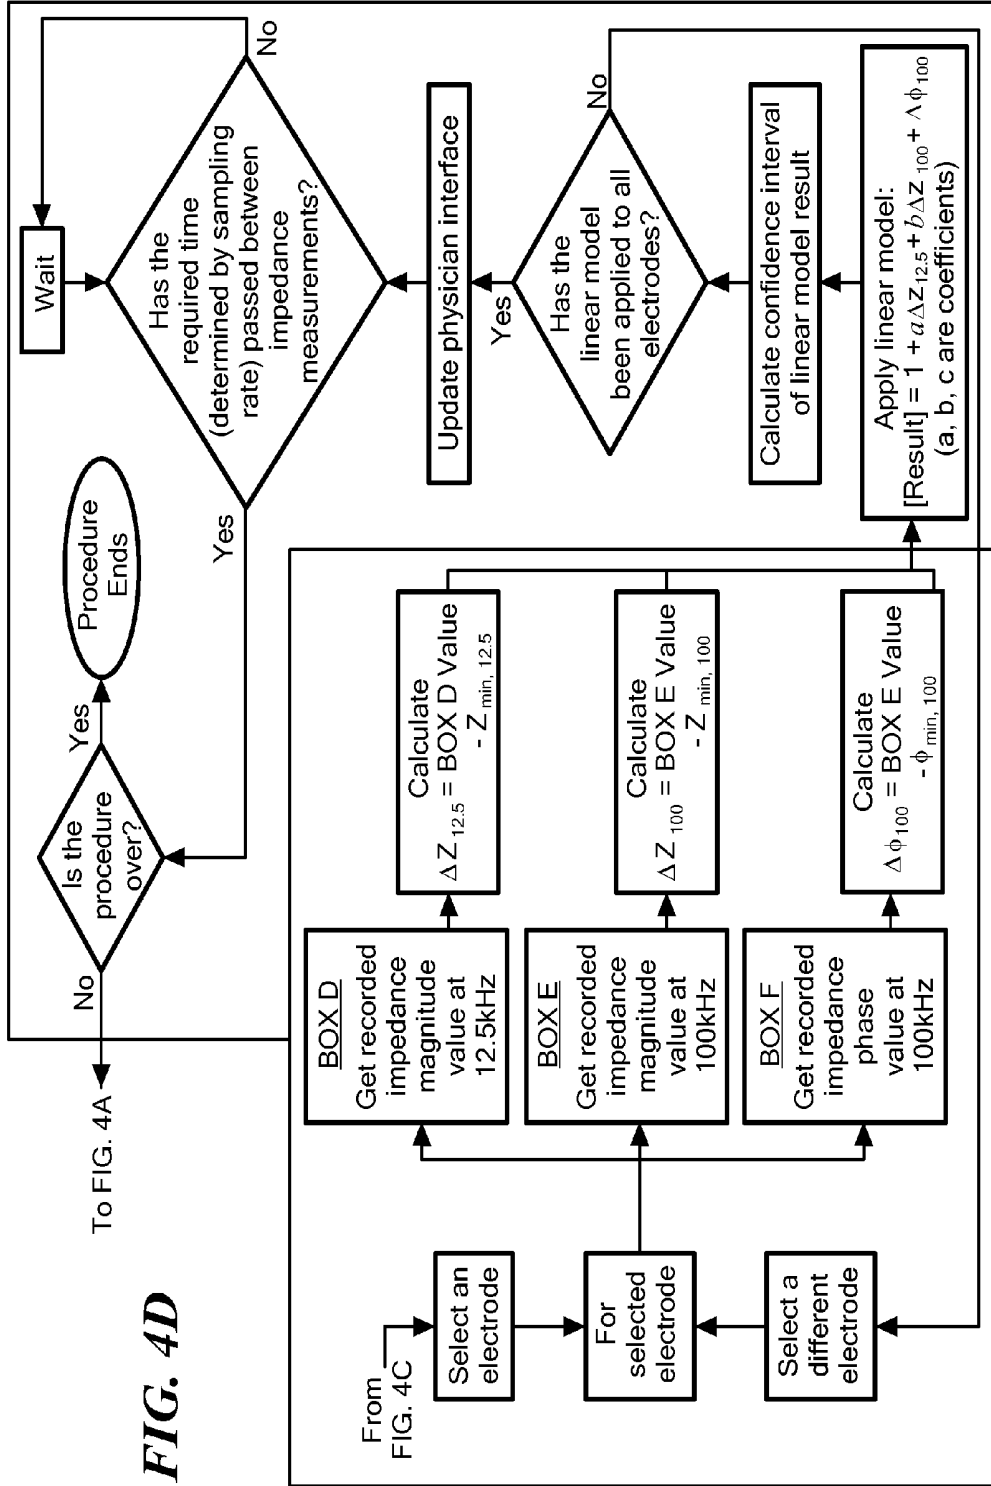 FIG. 4D
To FIG. 4A
No
Is the
procedure
over?
Yes
Procedure
Ends
Wait
No
Has the
required time
(determined by sampling
rate) passed between
impedance
measurements?
Yes
Update physician interface
Yes
Has the
linear model
been applied to all
electrodes?
No
Calculate confidence interval
of linear model result
Apply linear model:
[Result] = 1 + aΔz 12.5 + bΔz 100 + Λϕ100
(a, b, c are coefficients)
From
FIG. 4C
Select an
electrode
For
selected
electrode
Select a
different
electrode
BOX D
Get recorded
impedance
magnitude
value at
12.5kHz
Calculate
ΔZ 12.5 = BOX D Value
- Z min, 12.5
BOX E
Get recorded
impedance
magnitude
value at
100kHz
Calculate
ΔZ 100 = BOX E Value
- Z min, 100
BOX F
Get recorded
impedance
phase
value at
100kHz
Calculate
Δϕ100 = BOX E Value
- ϕmin, 100